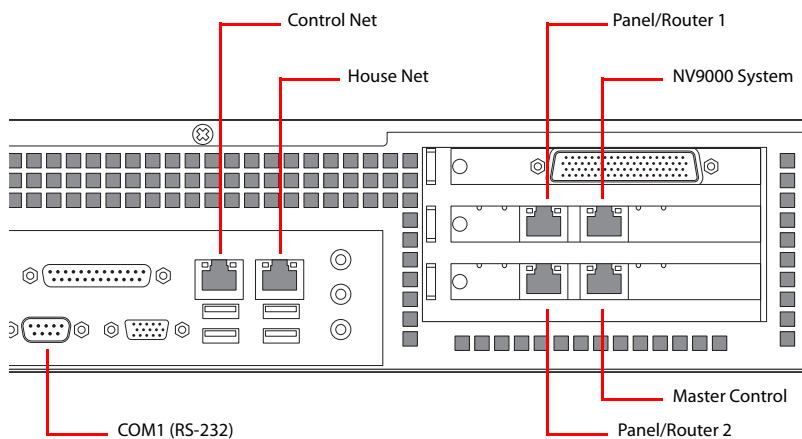 Control Net
Panel/Router 1
House Net
NV9000 System
Master Control
COM1 (RS-232)
Panel/Router 2